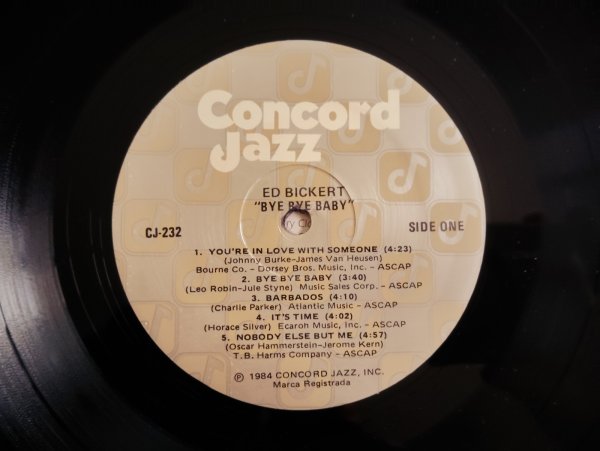 Concord
Jazz
ED BICKERT
"BYE BYE BABY"
CJ-232
SIDE ONE
1. YOU'RE IN LOVE WITH SOMEONE (4:23)
(Johnny Burke-James Van Heusen)
Bourne Co. - Dorsey Bros. Music, Inc. - ASCAP
2. BYE BYE BABY (3:40)
(Leo Robin-Jule Styne) Music Sales Corp. - ASCAP
3. BARBADOS (4:10)
(Charlie Parker) Atlantic Music - ASCAP
4. IT'S TIME (4:02)
(Horace Silver) Ecaroh Music, Inc. - ASCAP
5. NOBODY ELSE BUT ME (4:57)
(Oscar Hammerstein-Jerome Kern)
T.B. Harms Company - ASCAP
℗ 1984 CONCORD JAZZ, INC.
Marca Registrada